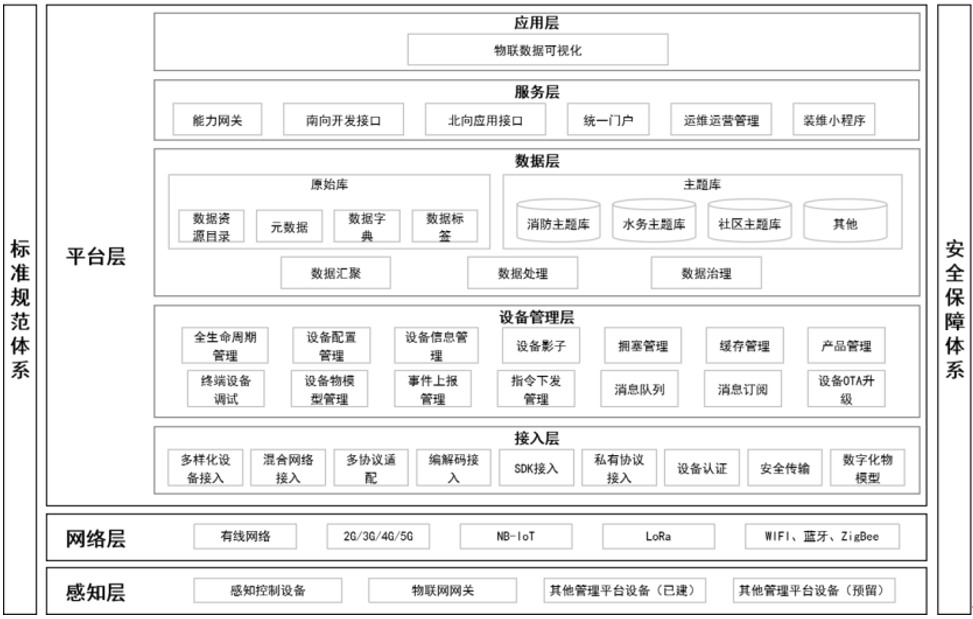 标准规范体系
平台层
应用层
物联数据可视化
服务层
能力网关
南向开发接口
北向应用接口
统一门户
运维运营管理
装维小程序
数据层
原始库
数据资
源目录
元数据
数据字
典
数据标
签
主题库
消防主题库
水务主题库
社区主题库
其他
数据汇聚
数据处理
数据治理
设备管理层
全生命周期
管理
设备配置
管理
设备信息管
理
设备影子
拥塞管理
缓存管理
产品管理
终端设备
调试
设备物模
型管理
事件上报
管理
指令下发
管理
消息队列
消息订阅
设备OTA升
级
接入层
多样化设
备接入
混合网络
接入
多协议适
配
编解码接
入
SDK接入
私有协议
接入
设备认证
安全传输
数字化物
模型
网络层
有线网络
2G/3G/4G/5G
NB-IoT
LoRa
WIFI、蓝牙、ZigBee
感知层
感知控制设备
物联网网关
其他管理平台设备（已建）
其他管理平台设备（预留）
安全保障体系